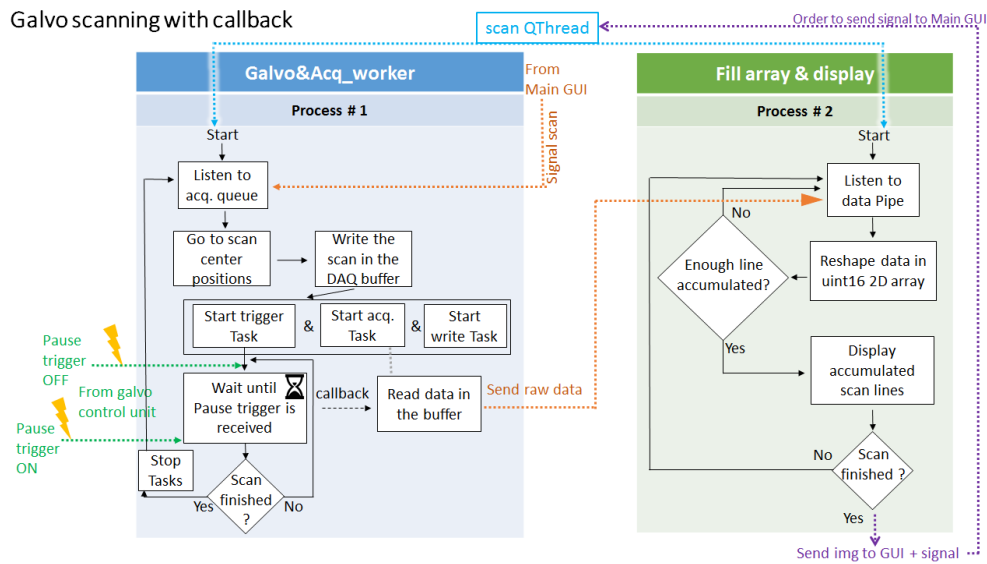 Galvo scanning with callback
scan QThread
Order to send signal to Main GUI
Galvo&Acq_worker
From
Main GUI
Signal scan
Process # 1
Start
Listen to
acq. queue
Go to scan
center
positions
Write the
scan in the
DAQ buffer
Start trigger
Task
&
Start acq.
Task
&
Start
write Task
Pause
trigger
OFF
From galvo
control unit
Pause
trigger
ON
Wait until
Pause trigger is
received
callback
Read data in
the buffer
Send raw data
Stop
Tasks
Scan
finished
?
Yes
No
Fill array & display
Process # 2
Start
Listen to
data Pipe
No
Enough line
accumulated?
Reshape data in
uint16 2D array
Yes
Display
accumulated
scan lines
No
Scan
finished ?
Yes
Send img to GUI + signal